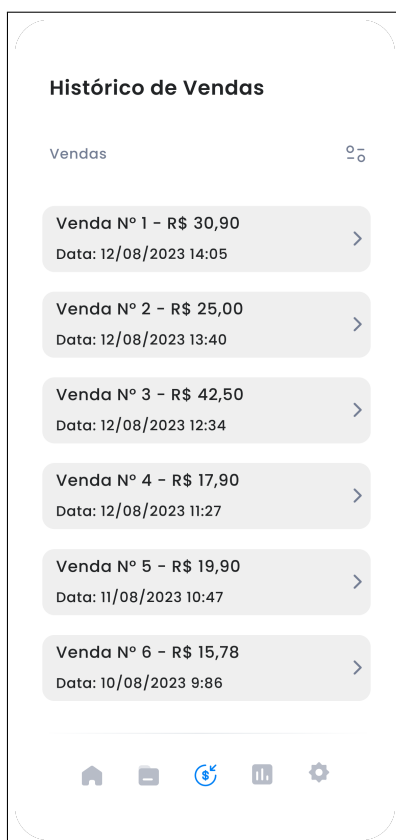 Histórico de Vendas
Vendas
Venda Nº 1 - R$ 30,90
Data: 12/08/2023 14:05
Venda Nº 2 - R$ 25,00
Data: 12/08/2023 13:40
Venda Nº 3 - R$ 42,50
Data: 12/08/2023 12:34
Venda Nº 4 - R$ 17,90
Data: 12/08/2023 11:27
Venda Nº 5 - R$ 19,90
Data: 11/08/2023 10:47
Venda Nº 6 - R$ 15,78
Data: 10/08/2023 9:86
$